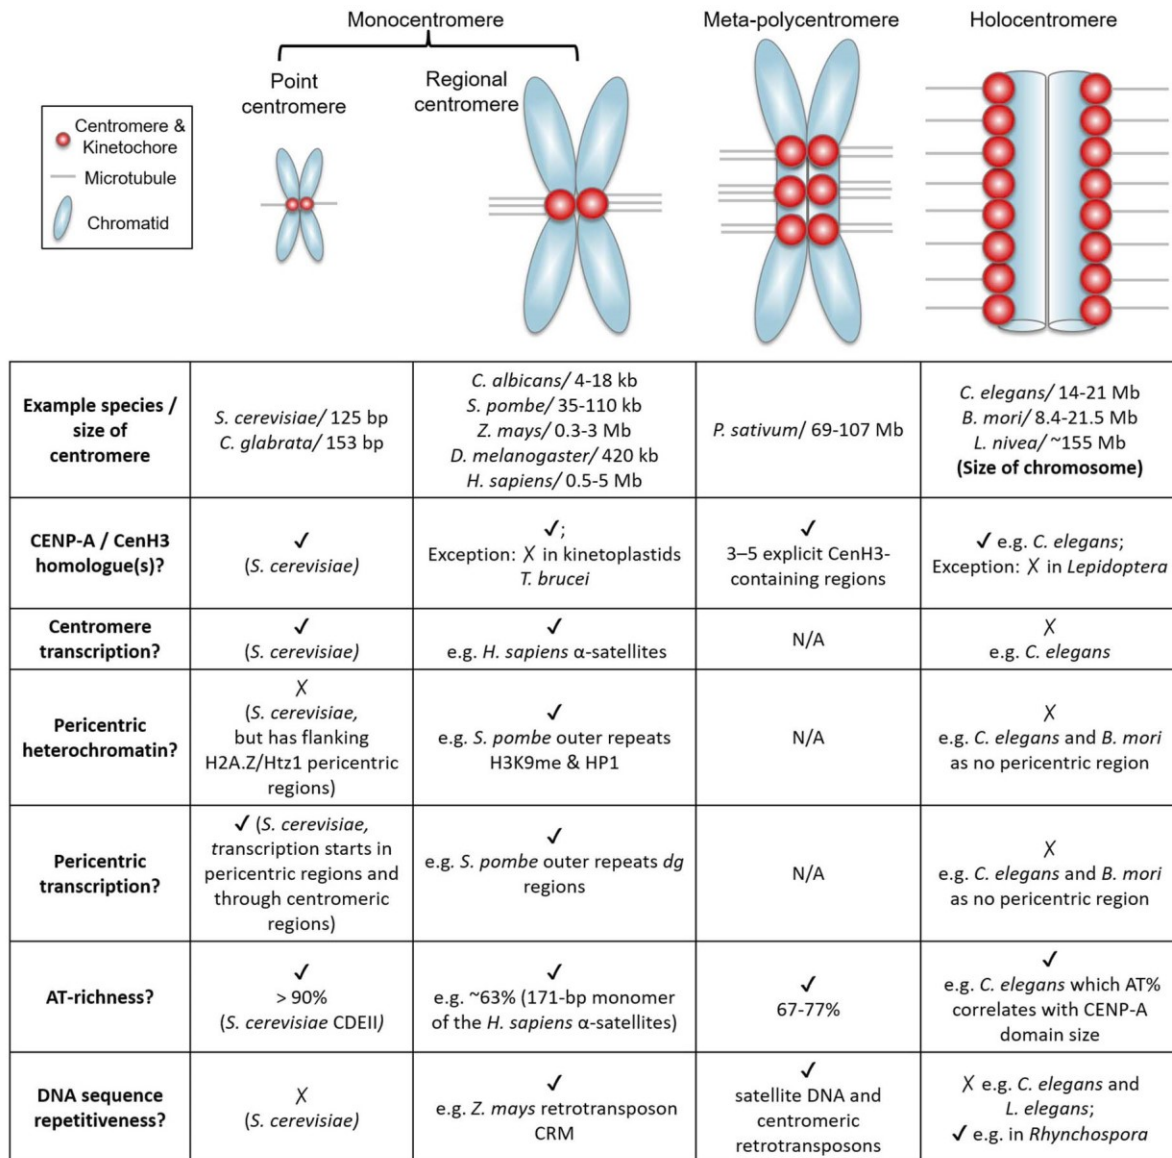 Monocentromere
Meta-polycentromere
Holocentromere
Point
centromere
Regional
centromere
Centromere &
Kinetochore
Microtubule
Chromatid
Example species /
size of
centromere
S. cerevisiae/ 125 bp
C. glabrata/ 153 bp
C. albicans/ 4-18 kb
S. pombe/ 35-110 kb
Z. mays/ 0.3-3 Mb
D. melanogaster/ 420 kb
H. sapiens/ 0.5-5 Mb
P. sativum/ 69-107 Mb
C. elegans/ 14-21 Mb
B. mori/ 8.4-21.5 Mb
L. nivea/ ~155 Mb
(Size of chromosome)
CENP-A / CenH3
homologue(s)?
✓
(S. cerevisiae)
✓;
Exception: ✗ in kinetoplastids
T. brucei
✓
3–5 explicit CenH3-
containing regions
✓ e.g. C. elegans;
Exception: ✗ in Lepidoptera
Centromere
transcription?
✓
(S. cerevisiae)
✓
e.g. H. sapiens α-satellites
N/A
✗
e.g. C. elegans
Pericentric
heterochromatin?
✗
(S. cerevisiae,
but has flanking
H2A.Z/Htz1 pericentric
regions)
✓
e.g. S. pombe outer repeats
H3K9me & HP1
N/A
✗
e.g. C. elegans and B. mori
as no pericentric region
Pericentric
transcription?
✓ (S. cerevisiae,
transcription starts in
pericentric regions and
through centromeric
regions)
✓
e.g. S. pombe outer repeats dg
regions
N/A
✗
e.g. C. elegans and B. mori
as no pericentric region
AT-richness?
✓
> 90%
(S. cerevisiae CDEII)
✓
e.g. ~63% (171-bp monomer
of the H. sapiens α-satellites)
✓
67-77%
✓
e.g. C. elegans which AT%
correlates with CENP-A
domain size
DNA sequence
repetitiveness?
✗
(S. cerevisiae)
✓
e.g. Z. mays retrotransposon
CRM
✓
satellite DNA and
centromeric
retrotransposons
✗ e.g. C. elegans and
L. elegans;
✓ e.g. in Rhynchospora